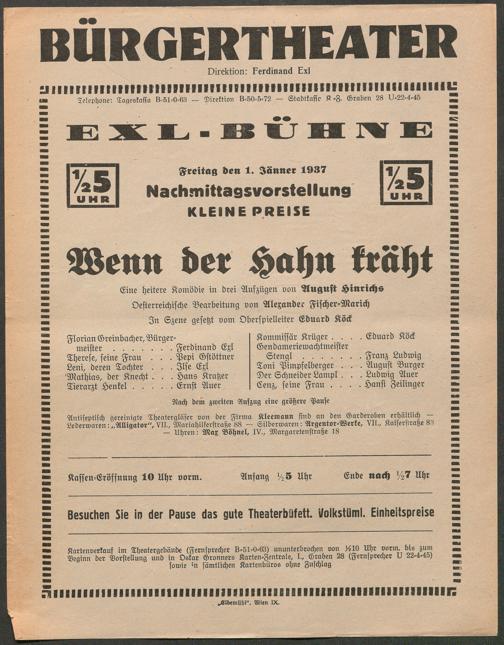 BÜRGERTHEATER
Direktion: Ferdinand Exl
Telephone: Tageskassa B-51-0-63 — Direktion B-50-5-72 — Stadtkasse K.-Z. Graben 28 U-22-4-45
EXL-BÜHNE
1/2 5 UHR
Freitag den 1. Jänner 1937
Nachmittagsvorstellung
KLEINE PREISE
1/2 5 UHR
Wenn der Hahn kräht
Eine heitere Komödie in drei Aufzügen von August Hinrichs
Oesterreichische Bearbeitung von Alexander Fischer-Marich
In Szene gesetzt vom Oberspielleiter Eduard Köck
Florian Greinbacher, Bürger-
meister . . . . . . . Ferdinand Exl
Therese, seine Frau . . . Pepi Gstöttner
Leni, deren Tochter . . . Ilse Exl
Mathias, der Knecht . . . Hans Kratzer
Tierarzt Henkel . . . . . Ernst Auer
Kommissär Krüger . . . . Eduard Köck
Gendameriewachtmeister
Stengl . . . . . . . Franz Ludwig
Toni Pimpfelberger . . . August Burger
Der Schneider Lampl . . Ludwig Auer
Cenz, seine Frau . . . . Hansi Zeilinger
Nach dem zweiten Aufzug eine größere Pause
Antiseptisch gereinigte Theatergläser von der Firma Kleemann sind an den Garderoben erhältlich —
Lederwaren: „Alligator“, VII., Mariahilferstraße 88 — Silberwaren: Argentor-Werke, VII., Kaiserstraße 83
— Uhren: Max Böhnel, IV., Margaretenstraße 18
Kassen-Eröffnung 10 Uhr vorm. Anfang ½5 Uhr Ende nach ½7 Uhr
Besuchen Sie in der Pause das gute Theaterbüfett. Volkstüml. Einheitspreise
Kartenverkauf im Theatergebäude (Fernsprecher B-51-0-63) ununterbrochen von ½10 Uhr vorm. bis zum
Beginn der Vorstellung und in Oskar Gronners Karten-Zentrale, I., Graben 28 (Fernsprecher U 22-4-45)
sowie in sämtlichen Kartenbüros ohne Zuschlag
„Eldemühl“, Wien IX.